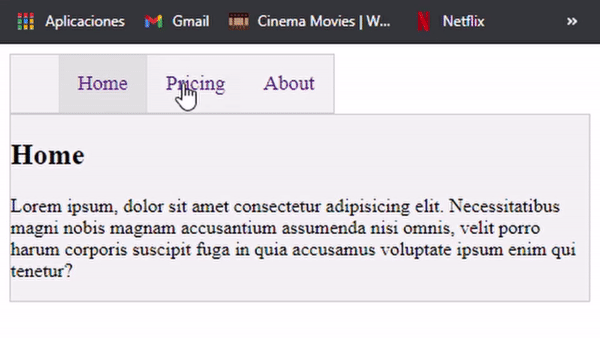 Aplicaciones Gmail Cinema Movies | W... Netflix »
Home Pricing About
Home
Lorem ipsum, dolor sit amet consectetur adipisicing elit. Necessitatibus
magni nobis magnam accusantium assumenda nisi omnis, velit porro
harum corporis suscipit fuga in quia accusamus voluptate ipsum enim qui
tenetur?